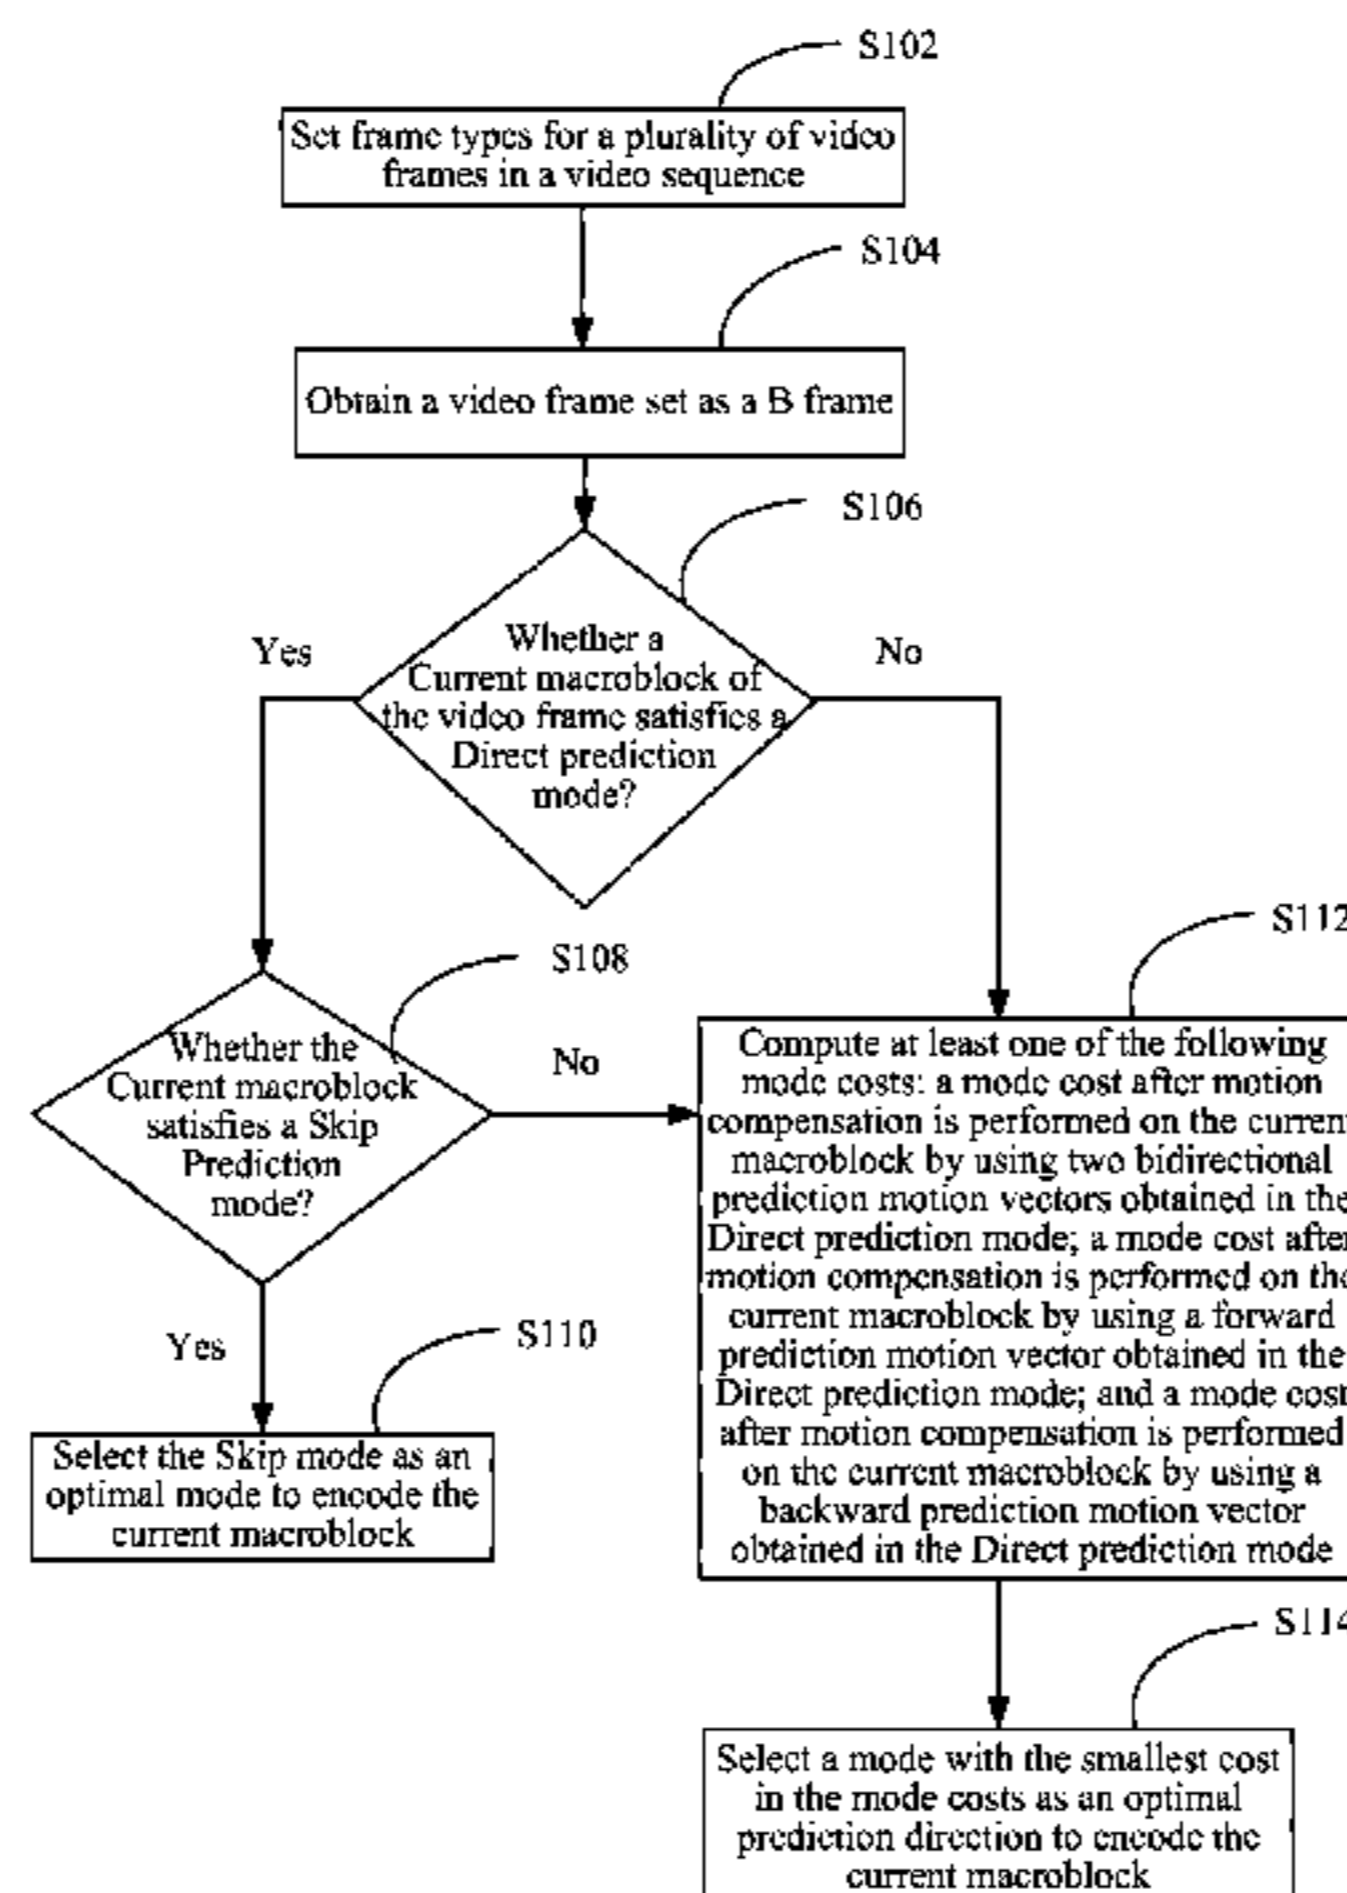 S102
Set frame types for a plurality of video
frames in a video sequence
S104
Obtain a video frame set as a B frame
S106
Yes
No
Whether a
Current macroblock of
the video frame satisfies a
Direct prediction
mode?
S112
S108
Whether the
Current macroblock
satisfies a Skip
Prediction
mode?
No
Compute at least one of the following
mode costs: a mode cost after motion
compensation is performed on the current
macroblock by using two bidirectional
prediction motion vectors obtained in the
Direct prediction mode; a mode cost after
motion compensation is performed on the
current macroblock by using a forward
prediction motion vector obtained in the
Direct prediction mode; and a mode cost
after motion compensation is performed
on the current macroblock by using a
backward prediction motion vector
obtained in the Direct prediction mode
Yes
S110
Select the Skip mode as an
optimal mode to encode the
current macroblock
S114
Select a mode with the smallest cost
in the mode costs as an optimal
prediction direction to encode the
current macroblock